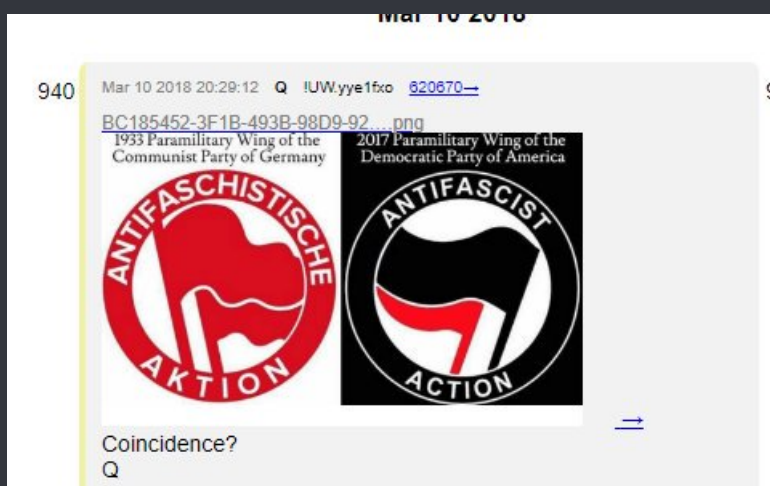 Mar 10 2018
940
Mar 10 2018 20:29:12 Q !UW.yye1fxo 620670→
BC185452-3F1B-493B-98D9-92....png
1933 Paramilitary Wing of the
Communist Party of Germany
ANTIFASCHISTISCHE
AKTION
2017 Paramilitary Wing of the
Democratic Party of America
ANTIFASCIST
ACTION
→
Coincidence?
Q